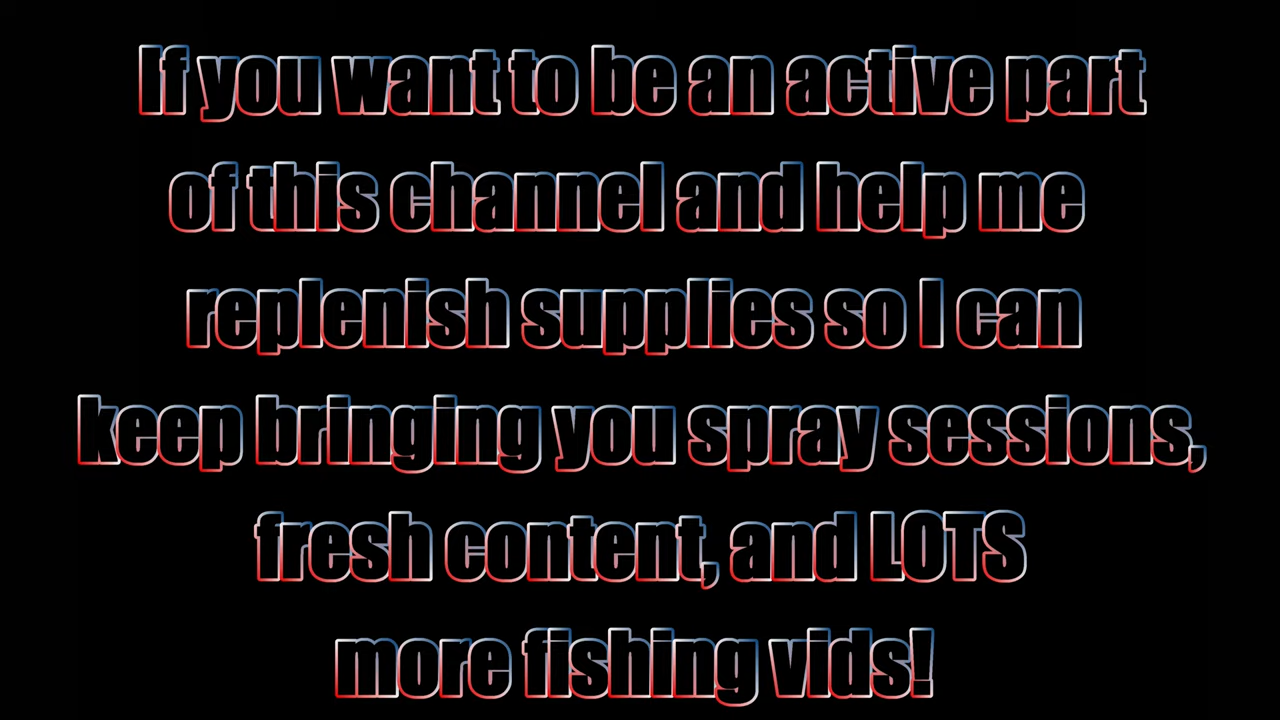 If you want to be an active part
of this channel and help me
replenish supplies so I can
keep bringing you spray sessions,
fresh content, and LOTS
more fishing vids!